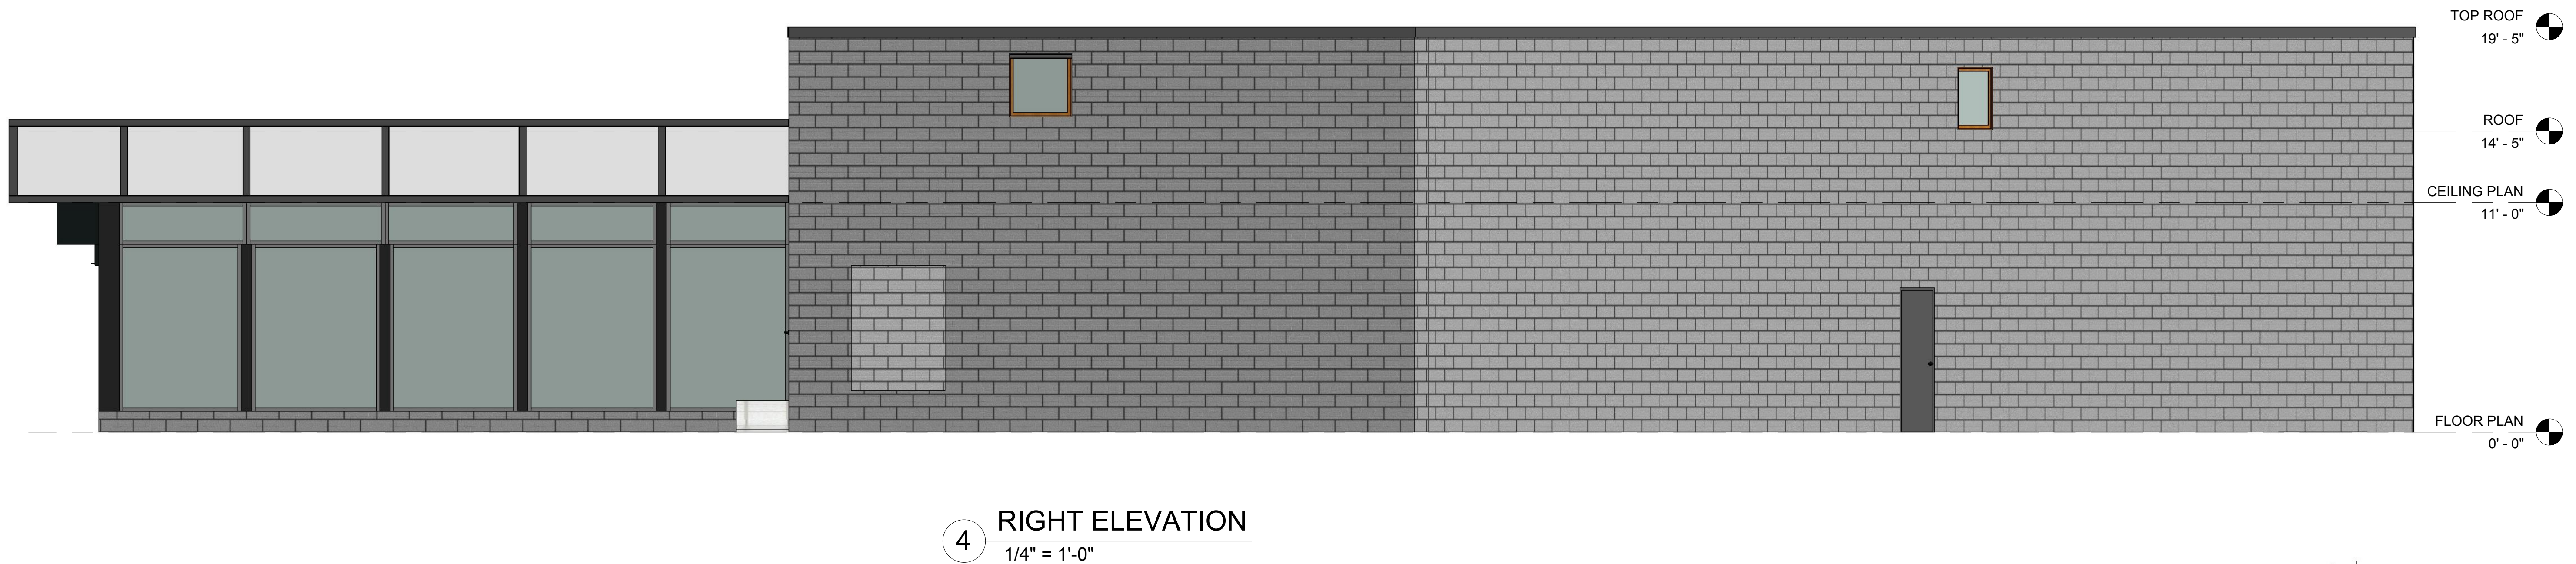 TOP ROOF
19' - 5"
ROOF
14' - 5"
CEILING PLAN
11' - 0"
FLOOR PLAN
0' - 0"
4
RIGHT ELEVATION
1/4" = 1'-0"